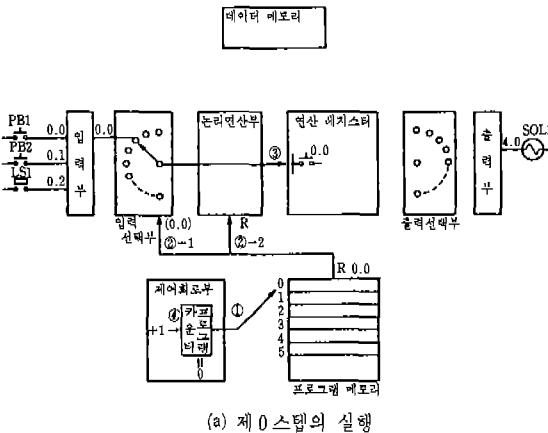 데이터 메모리
PB1
0.0
입력부
0.0
PB2
0.1
LS1
0.2
논리연산부
연산 레지스터
0.0
③
출력부
4.0
SOL1
입력
선택부
(0.0)
②-1
R
②-2
출력선택부
R 0.0
제어회로부
④
+1
프로그램
카운터
①
0
0
1
2
3
4
5
프로그램 메모리
(a) 제0스텝의 실행